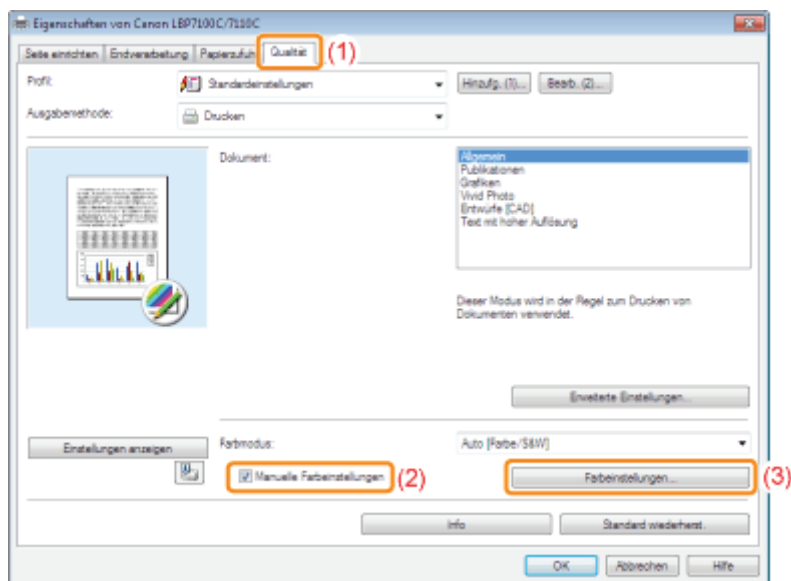 Eigenschaften von Canon LBP7100C/7110C
Seite einrichten Endverarbeitung Papierzufuhr Qualität (1)
Profil: Standardeinstellungen Hinzufg. (1)... Bearb. (2)...
Ausgabemethode: Drucken
Dokument: Allgemein
Publikationen
Grafiken
Vivid Photo
Entwürfe [CAD]
Text mit hoher Auflösung
Dieser Modus wird in der Regel zum Drucken von
Dokumenten verwendet.
Erweiterte Einstellungen...
Einstellungen anzeigen Farbmodus: Auto [Farbe/S&W]
Manuelle Farbeinstellungen (2) Farbeinstellungen... (3)
Info Standard wiederherst.
OK Abbrechen Hilfe